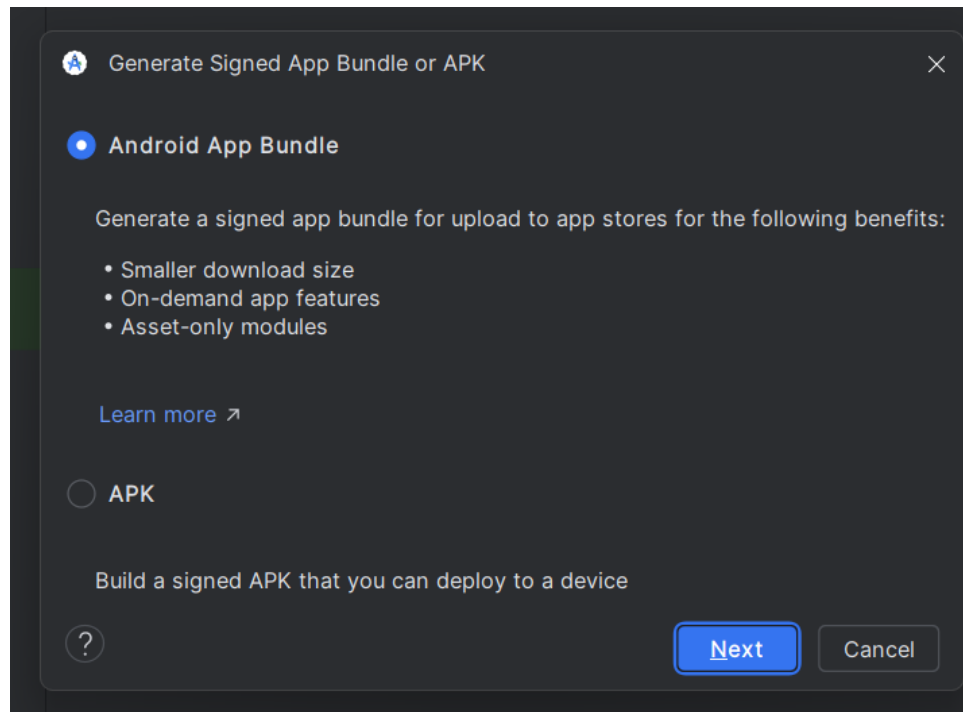 Generate Signed App Bundle or APK
Android App Bundle
Generate a signed app bundle for upload to app stores for the following benefits:
• Smaller download size
• On-demand app features
• Asset-only modules
Learn more ↗
APK
Build a signed APK that you can deploy to a device
?
Next
Cancel